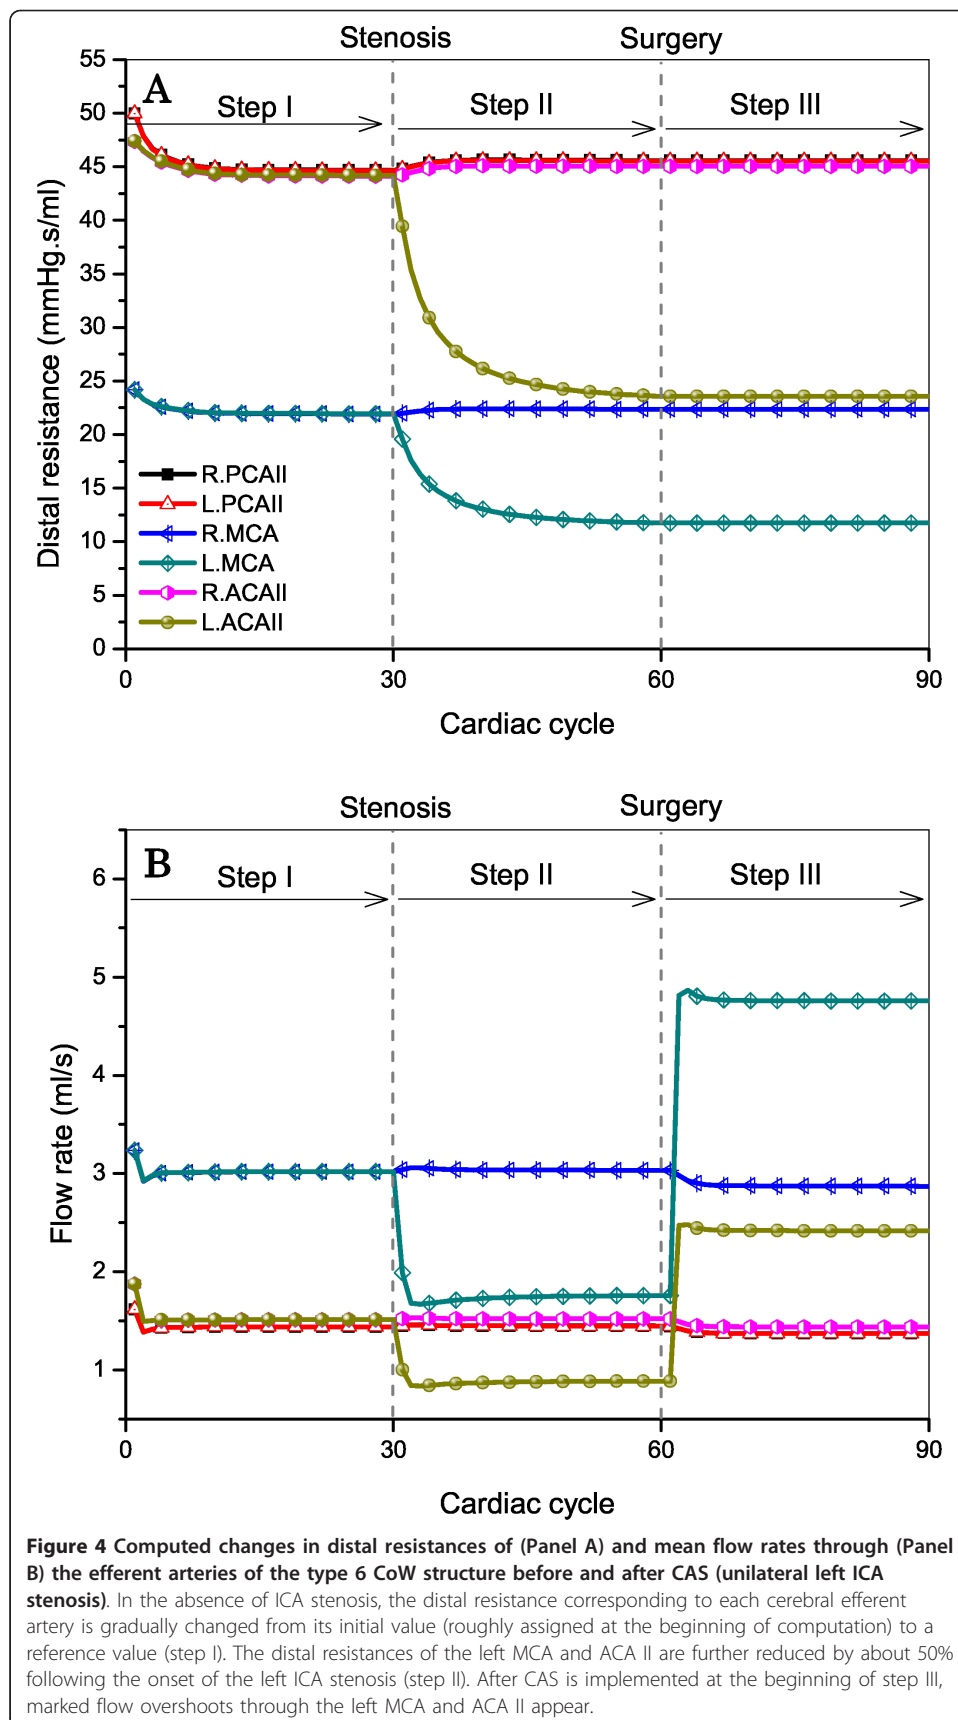 Stenosis Surgery
A
Step I Step II Step III
55
50
45
40
35
30
25
20
15
10
5
0
Distal resistance (mmHg.s/ml)
R.PCAII
L.PCAII
R.MCA
L.MCA
R.ACAII
L.ACAII
0 30 60 90
Cardiac cycle
Stenosis Surgery
B
Step I Step II Step III
6
5
4
3
2
1
Flow rate (ml/s)
0 30 60 90
Cardiac cycle
Figure 4 Computed changes in distal resistances of (Panel A) and mean flow rates through (Panel
B) the efferent arteries of the type 6 CoW structure before and after CAS (unilateral left ICA
stenosis). In the absence of ICA stenosis, the distal resistance corresponding to each cerebral efferent
artery is gradually changed from its initial value (roughly assigned at the beginning of computation) to a
reference value (step I). The distal resistances of the left MCA and ACA II are further reduced by about 50%
following the onset of the left ICA stenosis (step II). After CAS is implemented at the beginning of step III,
marked flow overshoots through the left MCA and ACA II appear.